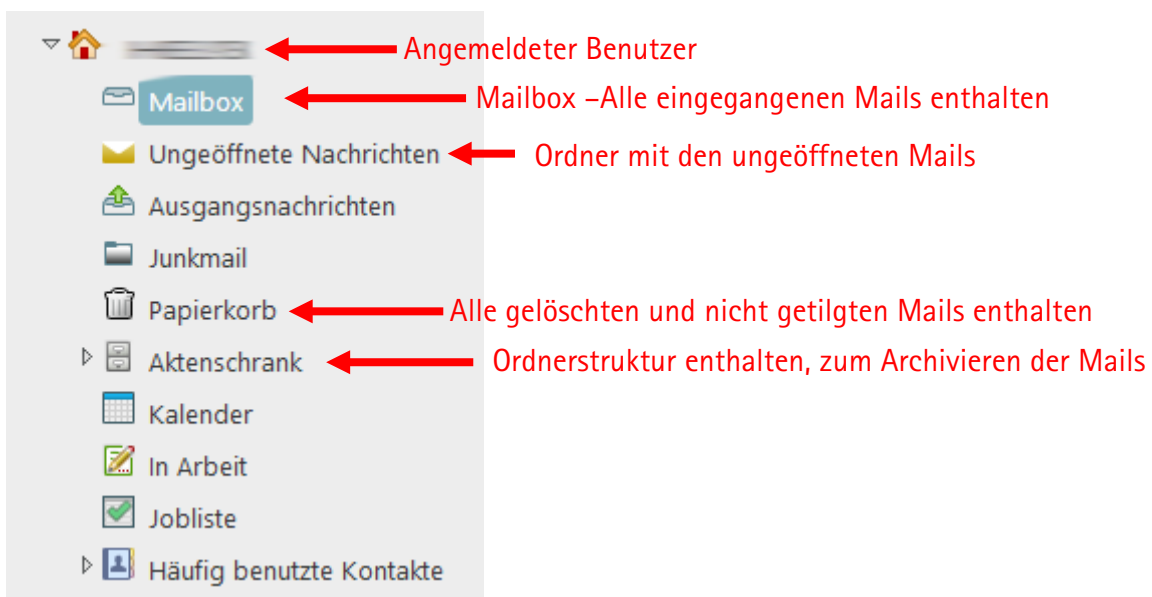 Angemeldeter Benutzer
Mailbox Mailbox –Alle eingegangenen Mails enthalten
Ungeöffnete Nachrichten Ordner mit den ungeöffneten Mails
Ausgangsnachrichten
Junkmail
Papierkorb Alle gelöschten und nicht getilgten Mails enthalten
Aktenschrank Ordnerstruktur enthalten, zum Archivieren der Mails
Kalender
In Arbeit
Jobliste
Häufig benutzte Kontakte